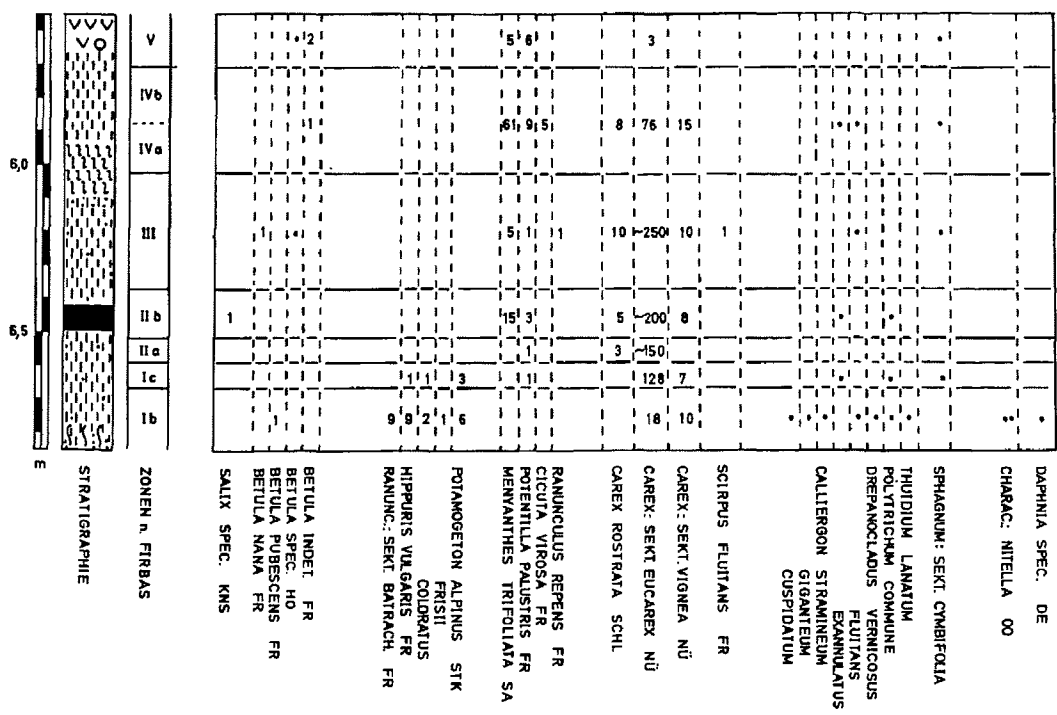 V • 2 5 6 3 •
IVb
IVa 1 61 9 5 8 76 15 • • •
6,0
III 1 • 5 1 1 10 ~250 10 1 • •
II b 1 15 3 5 ~200 8 • •
6,5
II a 1 3 ~150
I c 1 1 3 1 128 7 • • •
I b 1 9 9 2 1 6 18 10 • • • • • • • •• •
m
STRATIGRAPHIE
ZONEN n. FIRBAS
SALIX SPEC. KNS
BETULA NANA FR
BETULA PUBESCENS FR
BETULA SPEC. HO
BETULA INDET. FR
RANUNC.: SEKT. BATRACH. FR
HIPPURIS VULGARIS FR
COLORATUS
FRISII
POTAMOGETON ALPINUS STK
MENYANTHES TRIFOLIATA SA
POTENTILLA PALUSTRIS FR
CICUTA VIROSA FR
RANUNCULUS REPENS FR
CAREX ROSTRATA SCHL
CAREX: SEKT. EUCAREX NÜ
CAREX: SEKT. VIGNEA NÜ
SCIRPUS FLUITANS FR
CUSPIDATUM
GIGANTEUM
CALLIERGON STRAMINEUM
EXANNULATUS
FLUITANS
DREPANOCLADUS VERNICOSUS
POLYTRICHUM COMMUNE
THUIDIUM LANATUM
SPHAGNUM: SEKT. CYMBIFOLIA
CHARAC.: NITELLA OO
DAPHNIA SPEC. DE